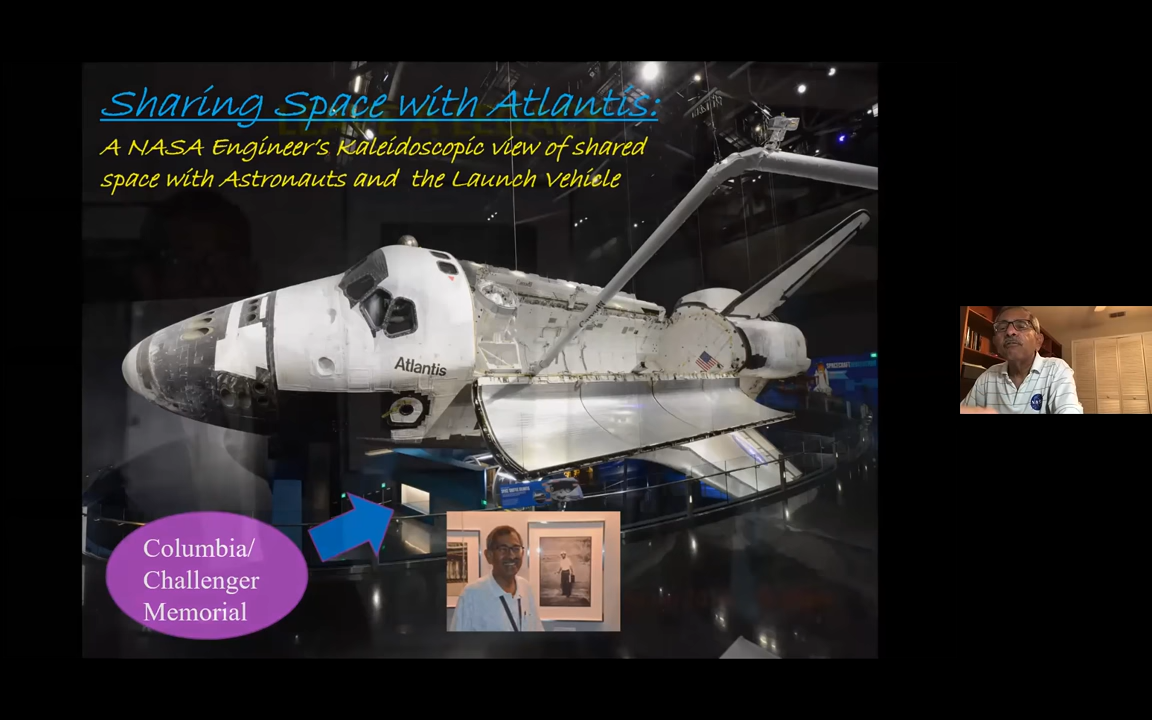 Sharing Space with Atlantis:
A NASA Engineer's Kaleidoscopic view of shared
space with Astronauts and the Launch Vehicle
Atlantis
SPACECRAFT
Columbia/
Challenger
Memorial